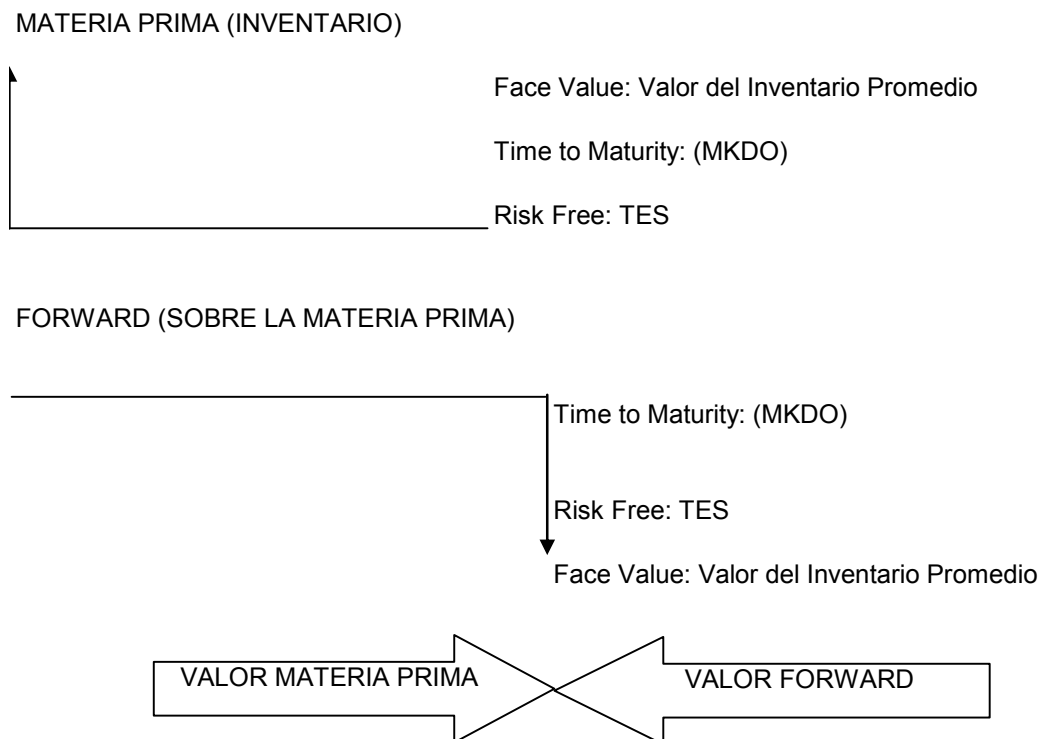 MATERIA PRIMA (INVENTARIO)
Face Value: Valor del Inventario Promedio
Time to Maturity: (MKDO)
Risk Free: TES
FORWARD (SOBRE LA MATERIA PRIMA)
Time to Maturity: (MKDO)
Risk Free: TES
Face Value: Valor del Inventario Promedio
VALOR MATERIA PRIMA
VALOR FORWARD